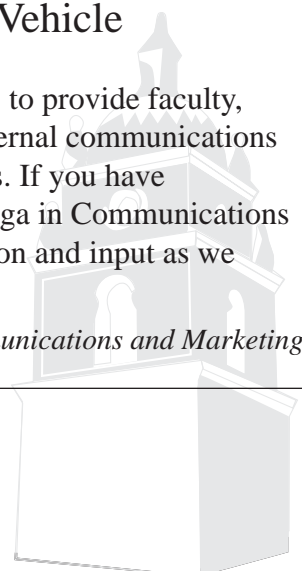 Vehicle
to provide faculty,
ernal communications
s. If you have
ga in Communications
on and input as we
unications and Marketing